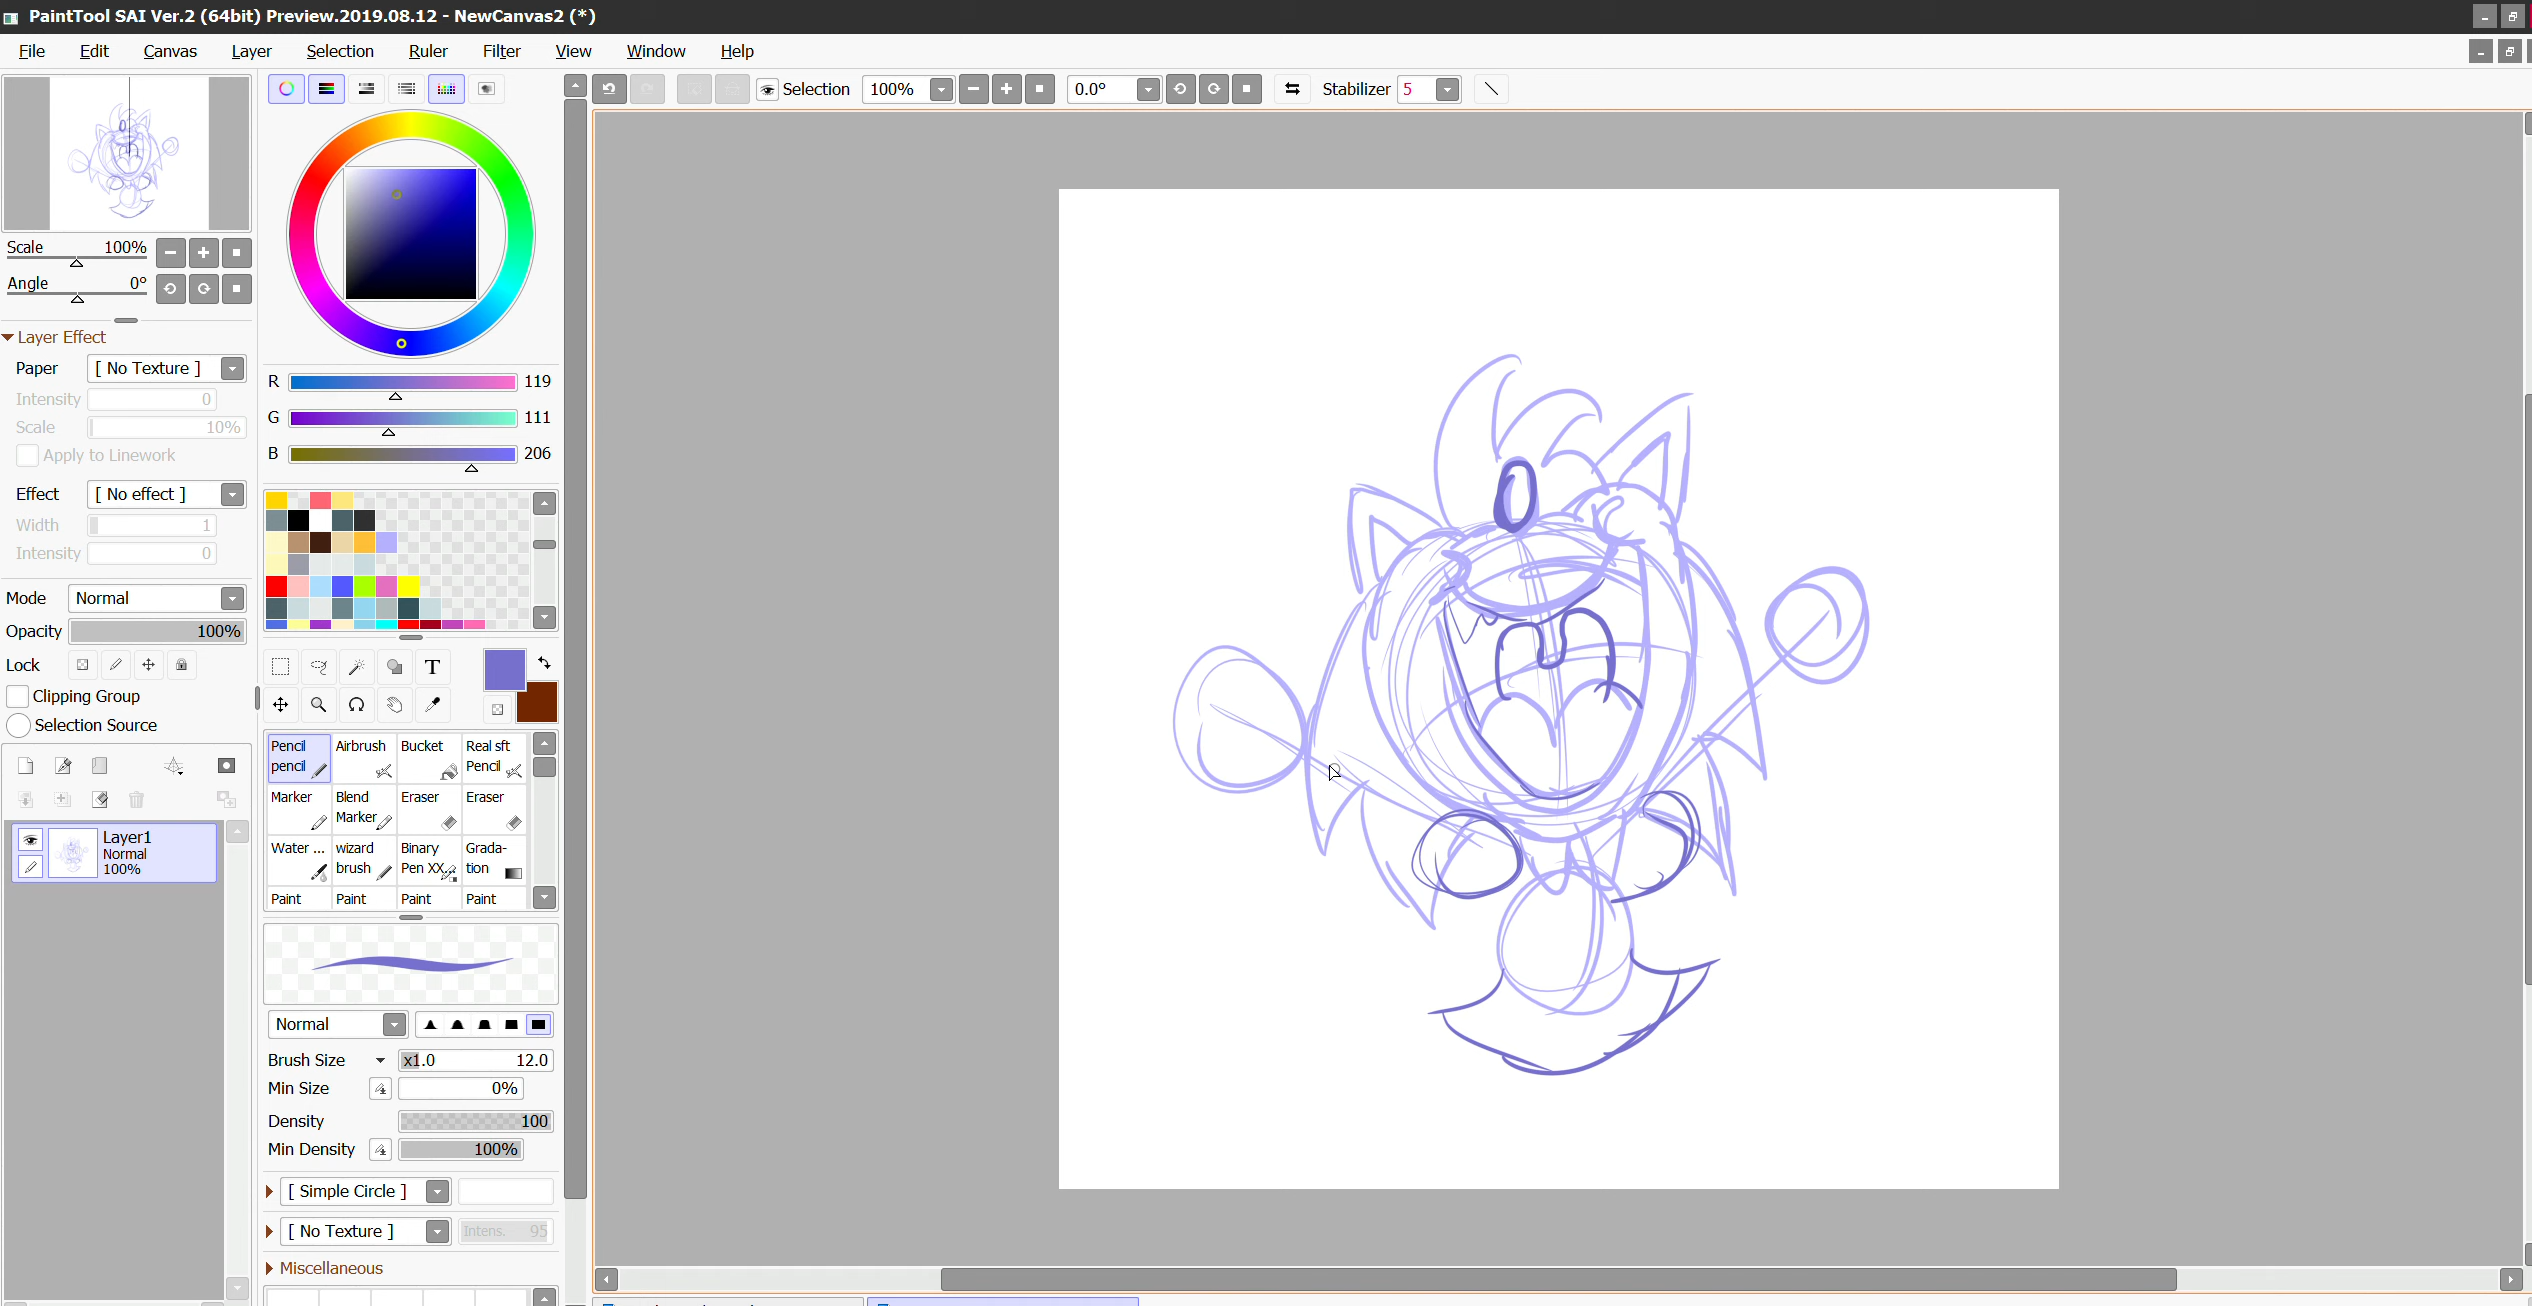 PaintTool SAI Ver.2 (64bit) Preview.2019.08.12 - NewCanvas2 (*)
File Edit Canvas Layer Selection Ruler Filter View Window Help
Selection 100% 0.0° Stabilizer 5
Scale 100%
Angle 0°
Layer Effect
Paper [ No Texture ]
Intensity 0
Scale 10%
Apply to Linework
Effect [ No effect ]
Width 1
Intensity 0
Mode Normal
Opacity 100%
Lock
Clipping Group
Selection Source
Layer1
Normal
100%
R 119
G 111
B 206
T
Pencil pencil
Airbrush
Bucket
Real sft Pencil
Marker
Blend Marker
Eraser
Eraser
Water ...
wizard brush
Binary Pen XX
Grada-tion
Paint Paint Paint Paint
Normal
Brush Size x1.0 12.0
Min Size 0%
Density 100
Min Density 100%
[ Simple Circle ]
[ No Texture ] Intens. 95
Miscellaneous